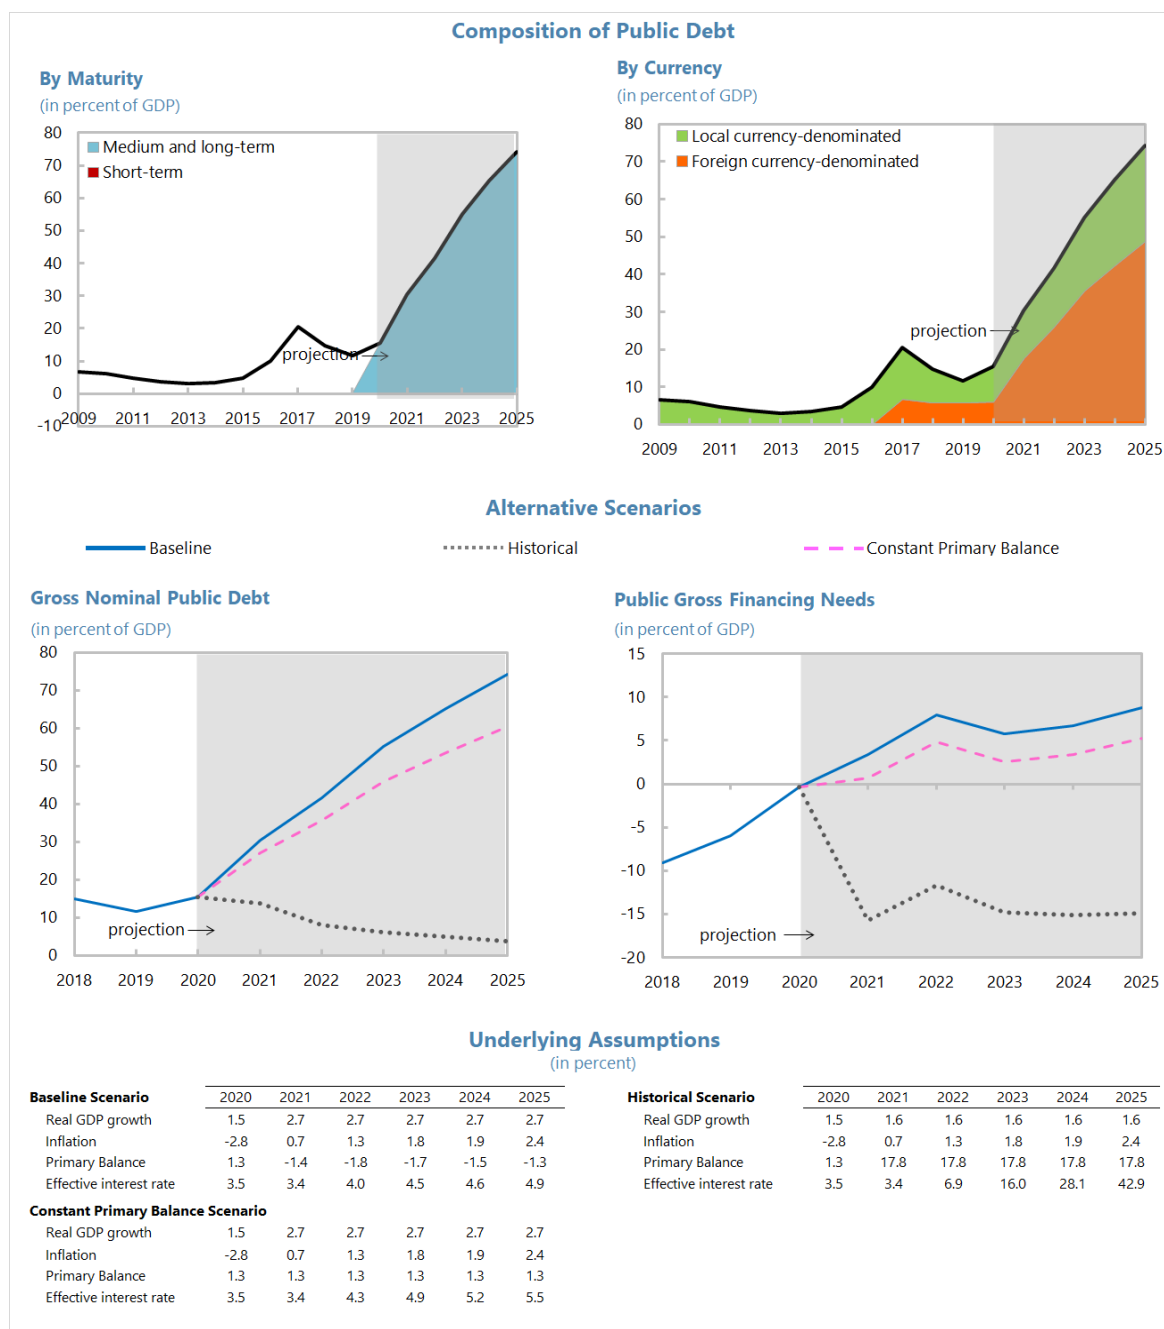 Composition of Public Debt
By Maturity
(in percent of GDP)
80
70
60
50
40
30
20
10
0
-10
Medium and long-term
Short-term
projection
2009 2011 2013 2015 2017 2019 2021 2023 2025
By Currency
(in percent of GDP)
80
70
60
50
40
30
20
10
0
Local currency-denominated
Foreign currency-denominated
projection
2009 2011 2013 2015 2017 2019 2021 2023 2025
Alternative Scenarios
Baseline Historical Constant Primary Balance
Gross Nominal Public Debt
(in percent of GDP)
80
70
60
50
40
30
20
10
0
projection
2018 2019 2020 2021 2022 2023 2024 2025
Public Gross Financing Needs
(in percent of GDP)
15
10
5
0
-5
-10
-15
-20
projection
2018 2019 2020 2021 2022 2023 2024 2025
Underlying Assumptions
(in percent)
Baseline Scenario 2020 2021 2022 2023 2024 2025
Real GDP growth 1.5 2.7 2.7 2.7 2.7 2.7
Inflation -2.8 0.7 1.3 1.8 1.9 2.4
Primary Balance 1.3 -1.4 -1.8 -1.7 -1.5 -1.3
Effective interest rate 3.5 3.4 4.0 4.5 4.6 4.9
Constant Primary Balance Scenario
Real GDP growth 1.5 2.7 2.7 2.7 2.7 2.7
Inflation -2.8 0.7 1.3 1.8 1.9 2.4
Primary Balance 1.3 1.3 1.3 1.3 1.3 1.3
Effective interest rate 3.5 3.4 4.3 4.9 5.2 5.5
Historical Scenario 2020 2021 2022 2023 2024 2025
Real GDP growth 1.5 1.6 1.6 1.6 1.6 1.6
Inflation -2.8 0.7 1.3 1.8 1.9 2.4
Primary Balance 1.3 17.8 17.8 17.8 17.8 17.8
Effective interest rate 3.5 3.4 6.9 16.0 28.1 42.9